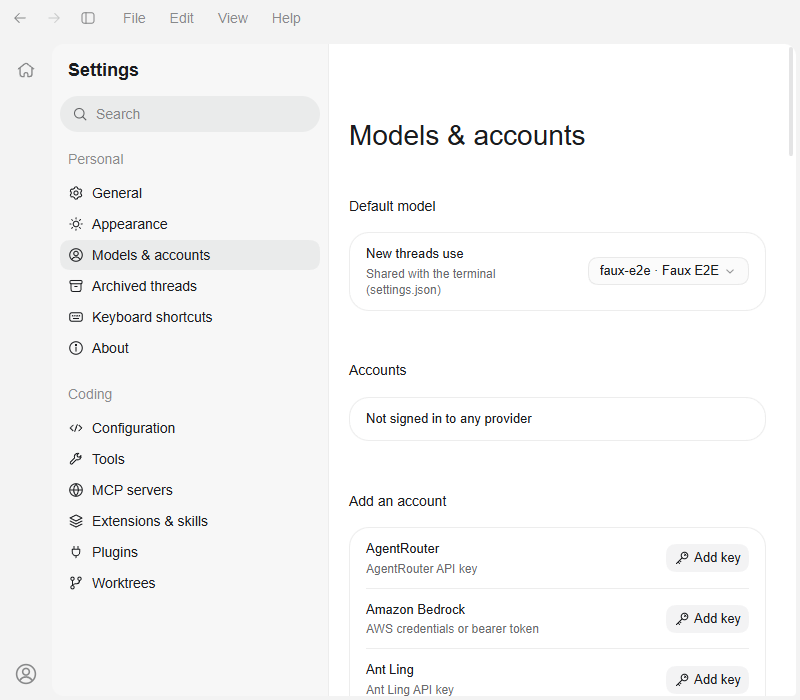 File Edit View Help
Settings
Search
Personal
General
Appearance
Models & accounts
Archived threads
Keyboard shortcuts
About
Coding
Configuration
Tools
MCP servers
Extensions & skills
Plugins
Worktrees
Models & accounts
Default model
New threads use
Shared with the terminal
(settings.json)
faux-e2e · Faux E2E
Accounts
Not signed in to any provider
Add an account
AgentRouter
AgentRouter API key
Add key
Amazon Bedrock
AWS credentials or bearer token
Add key
Ant Ling
Ant Ling API key
Add key